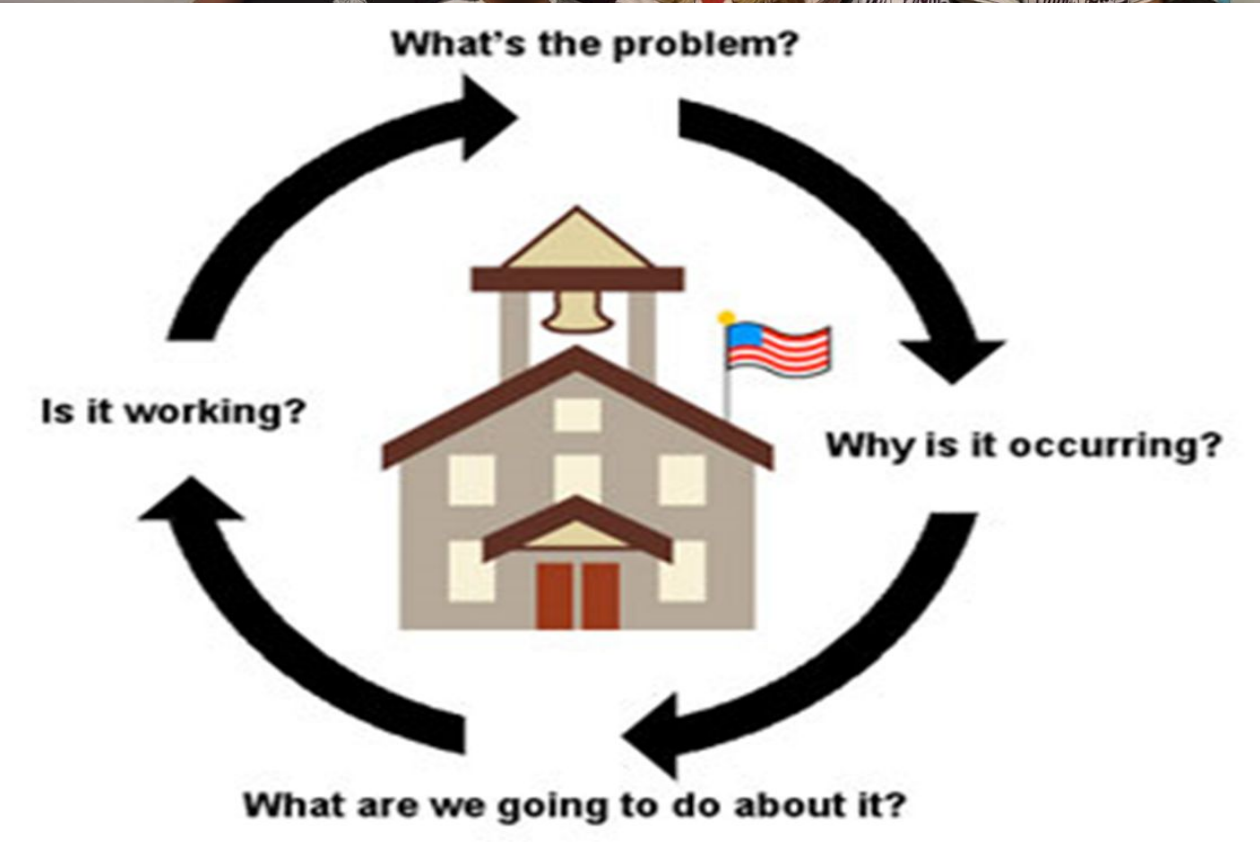 What's the problem?
Why is it occurring?
What are we going to do about it?
Is it working?